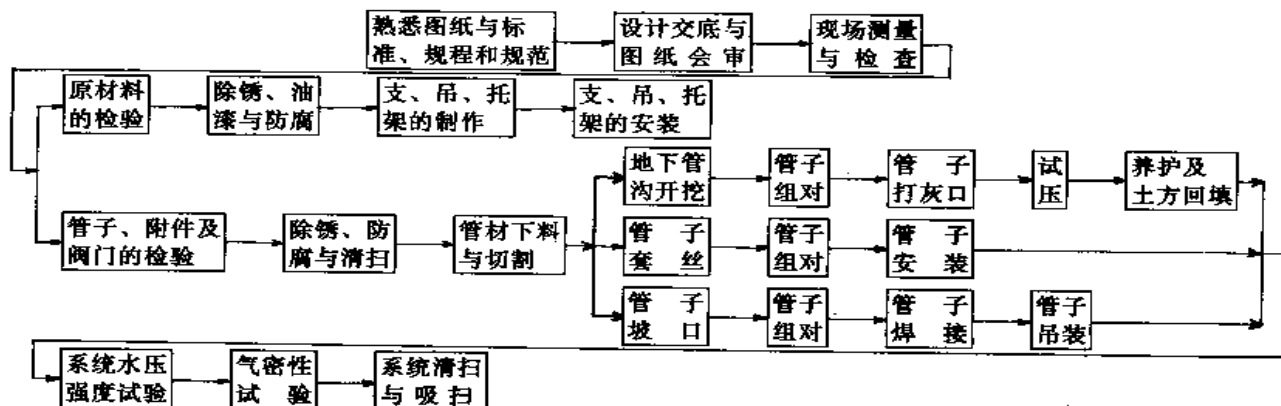 熟悉图纸与标
准、规程和规范
设计交底与
图纸会审
现场测量
与检查
原材料
的检验
除锈、油
漆与防腐
支、吊、托
架的制作
支、吊、托
架的安装
地下管
沟开挖
管子
组对
管子
打灰口
试
压
养护及
土方回填
管子、附件及
阀门的检验
除锈、防
腐与清扫
管材下料
与切割
管子
套丝
管子
组对
管子
安装
管子
坡口
管子
组对
管子
焊接
管子
吊装
系统水压
强度试验
气密性
试验
系统清扫
与吸扫